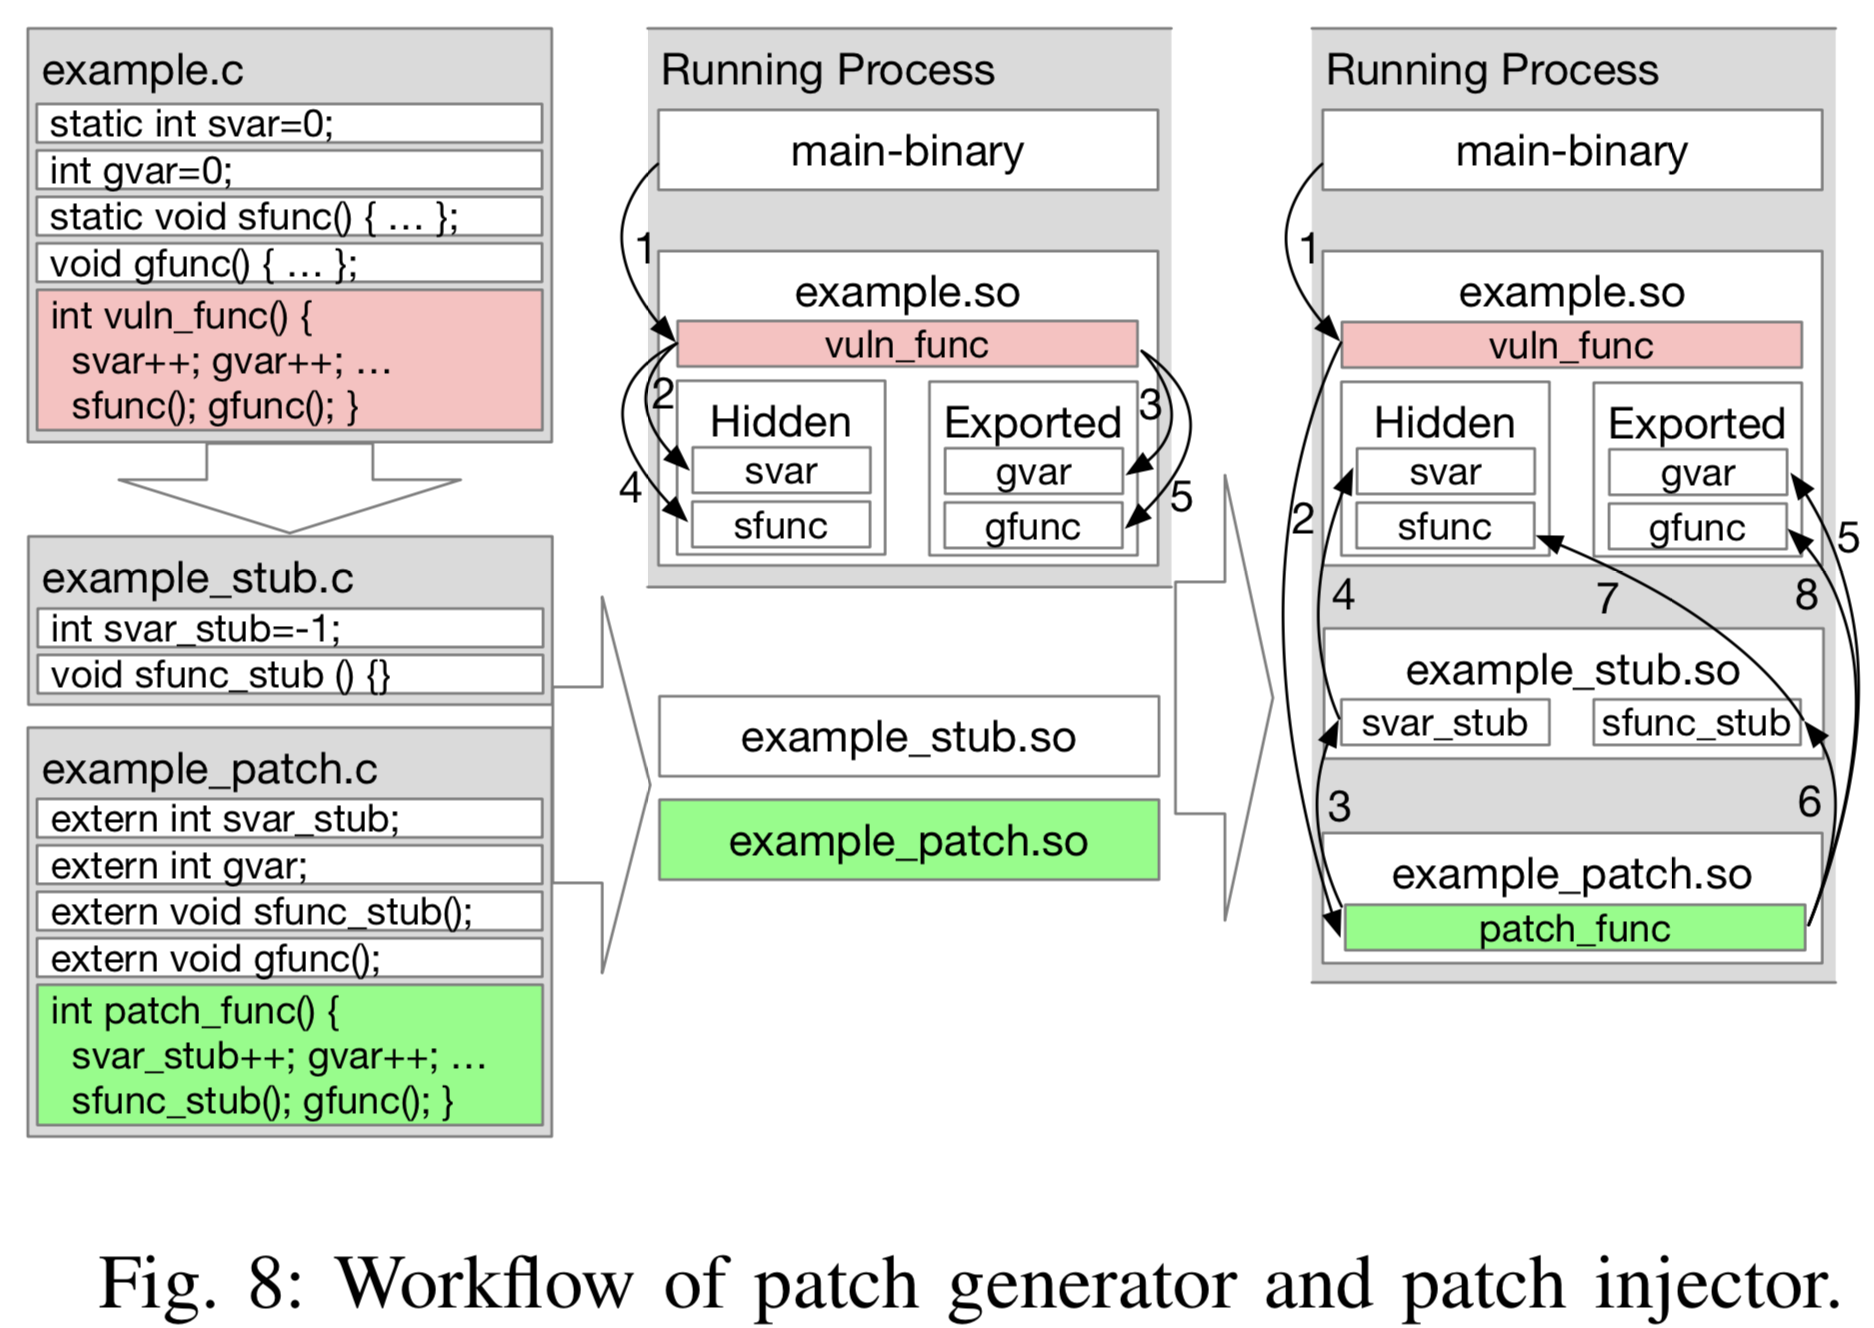 example.c
static int svar=0;
int gvar=0;
static void sfunc() { … };
void gfunc() { … };
int vuln_func() {
svar++; gvar++; …
sfunc(); gfunc(); }
example_stub.c
int svar_stub=-1;
void sfunc_stub () {}
example_patch.c
extern int svar_stub;
extern int gvar;
extern void sfunc_stub();
extern void gfunc();
int patch_func() {
svar_stub++; gvar++; …
sfunc_stub(); gfunc(); }
Running Process
main-binary
1
example.so
vuln_func
2
3
Hidden
Exported
svar
gvar
4
5
sfunc
gfunc
example_stub.so
example_patch.so
Running Process
main-binary
1
example.so
vuln_func
Hidden
Exported
svar
gvar
2
sfunc
gfunc
5
4
7
8
example_stub.so
svar_stub
sfunc_stub
3
6
example_patch.so
patch_func
Fig. 8: Workflow of patch generator and patch injector.